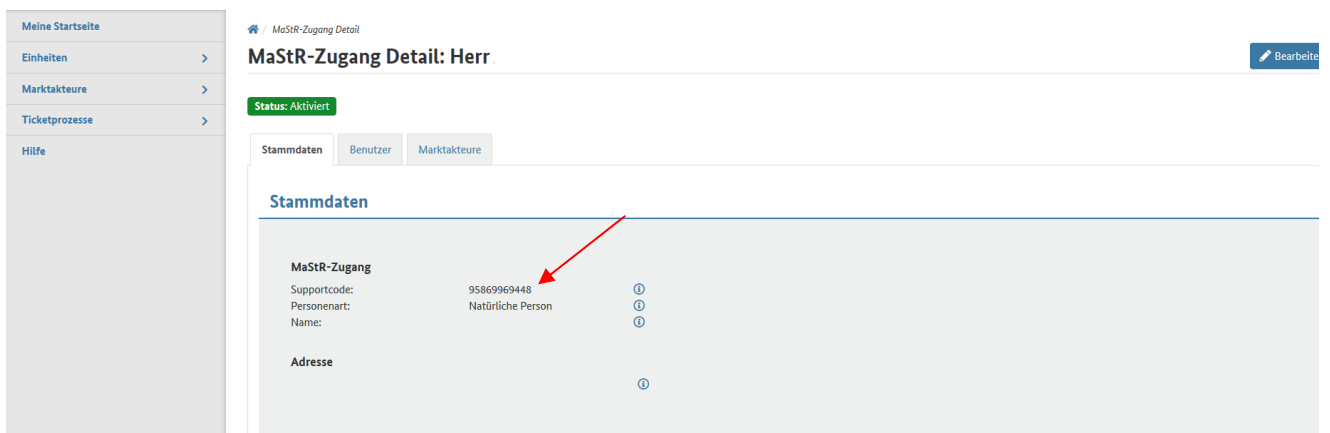 Meine Startseite
Einheiten
Marktakteure
Ticketprozesse
Hilfe
/ MaStR-Zugang Detail
MaStR-Zugang Detail: Herr
Bearbeite
Status: Aktiviert
Stammdaten Benutzer Marktakteure
Stammdaten
MaStR-Zugang
Supportcode: 95869969448
Personenart: Natürliche Person
Name:
Adresse